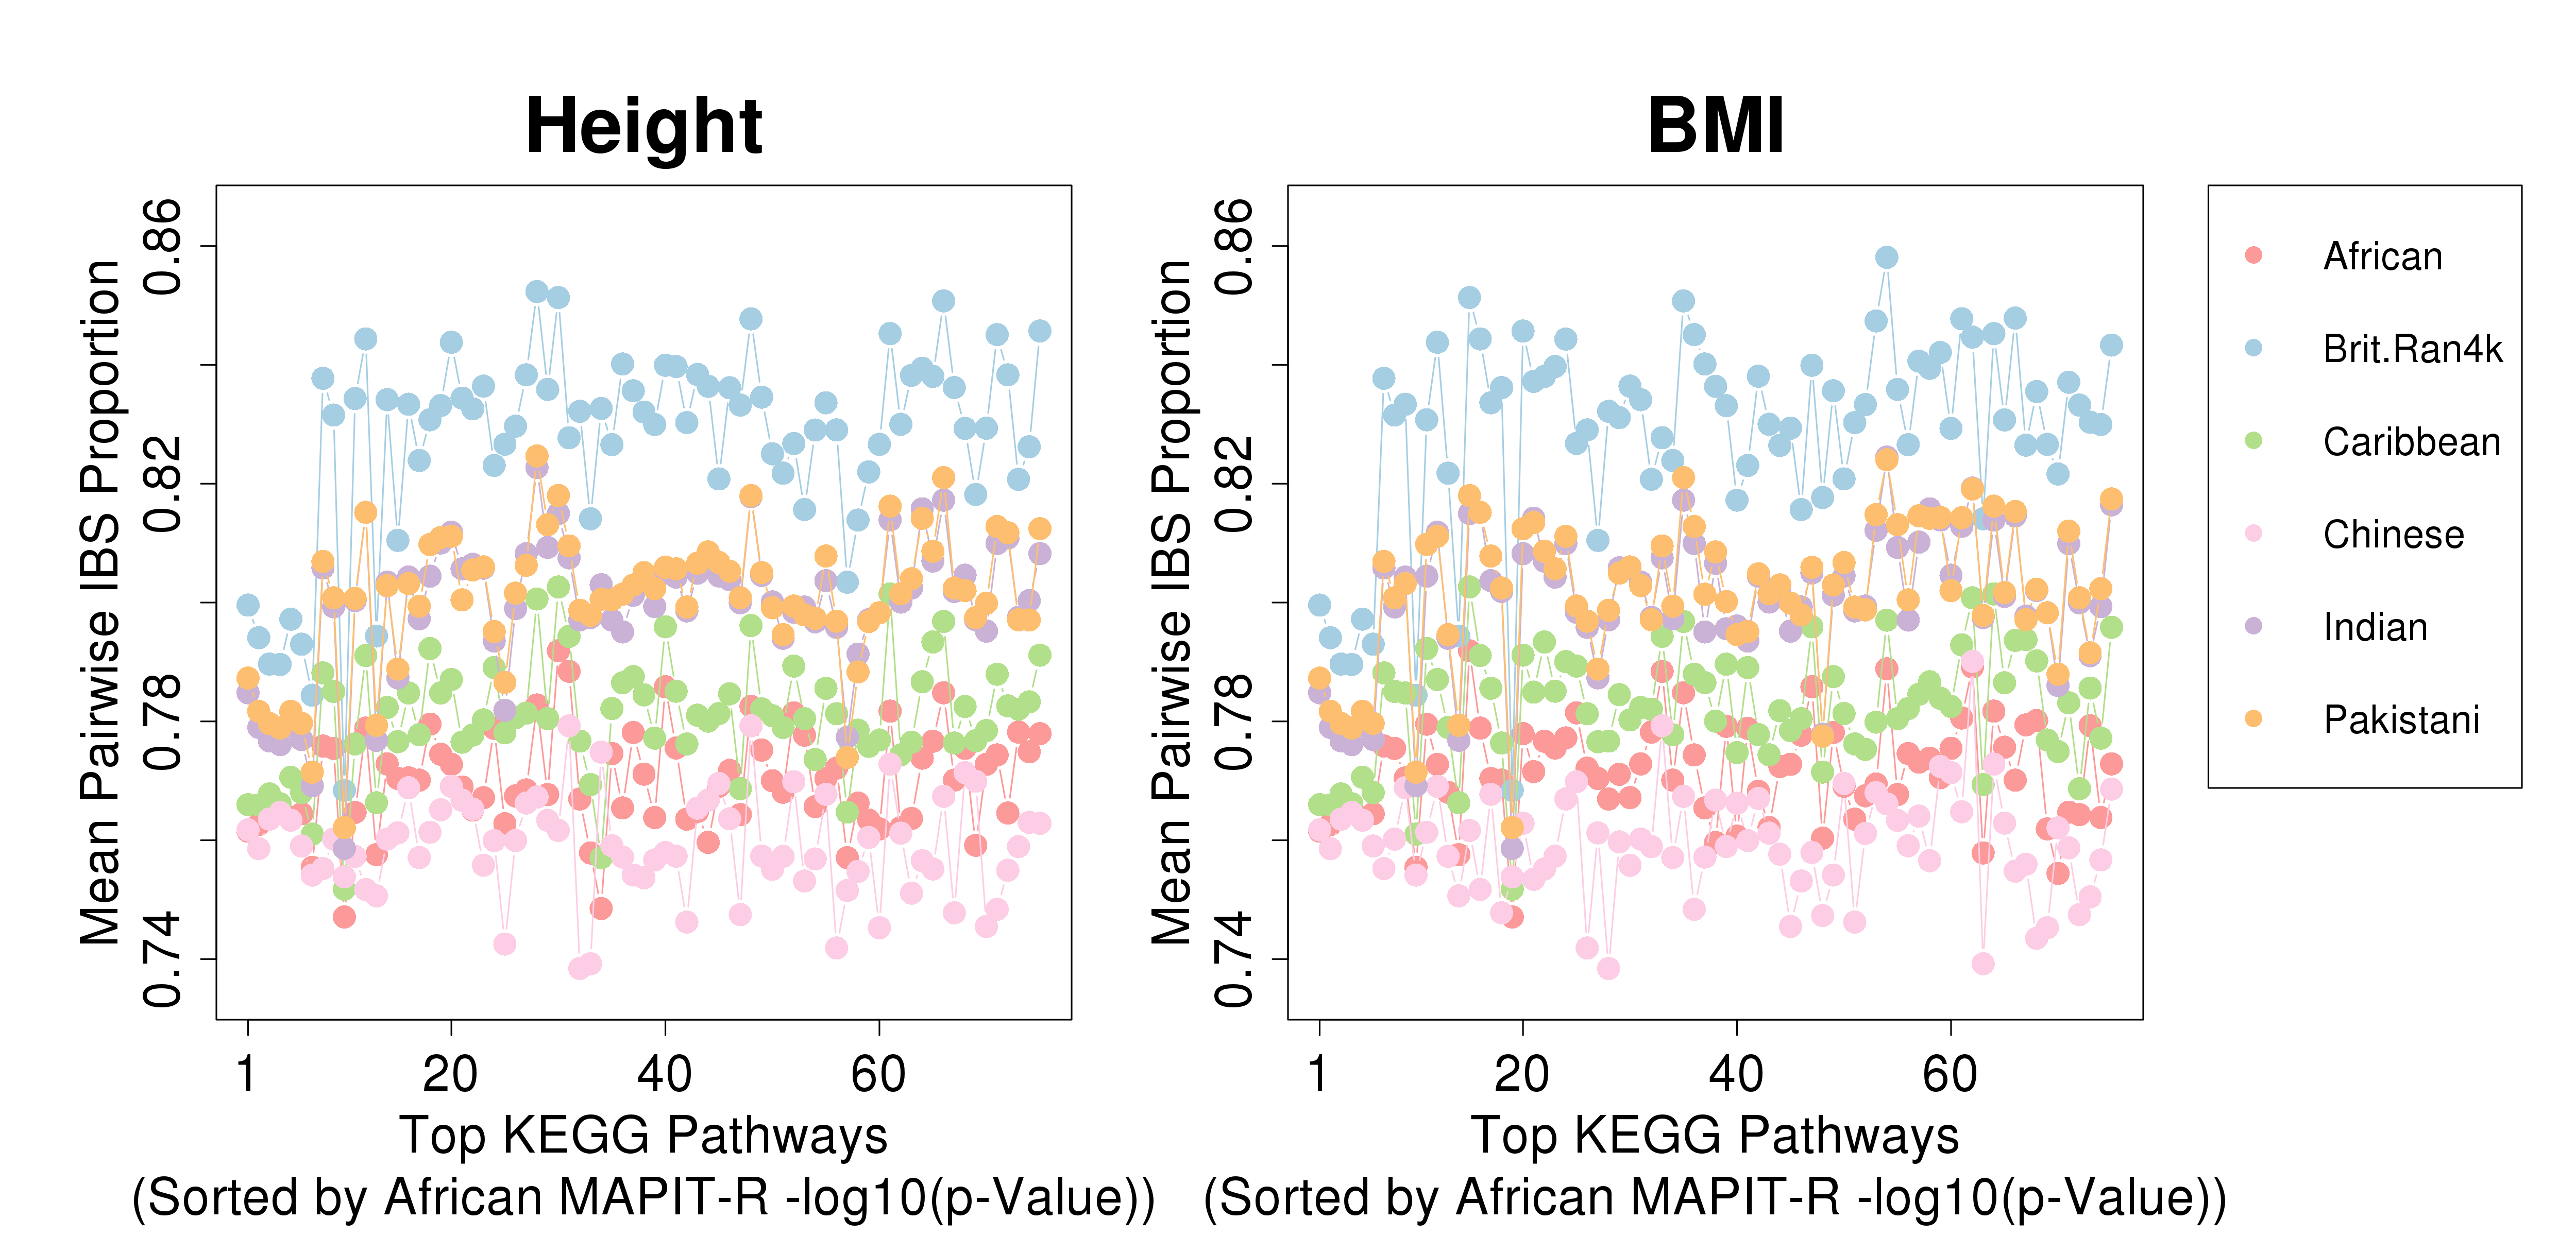 Height
BMI
Mean Pairwise IBS Proportion
0.86
0.82
0.78
0.74
1
20
40
60
Top KEGG Pathways
(Sorted by African MAPIT-R -log10(p-Value))
Mean Pairwise IBS Proportion
0.86
0.82
0.78
0.74
1
20
40
60
Top KEGG Pathways
(Sorted by African MAPIT-R -log10(p-Value))
African
Brit.Ran4k
Caribbean
Chinese
Indian
Pakistani